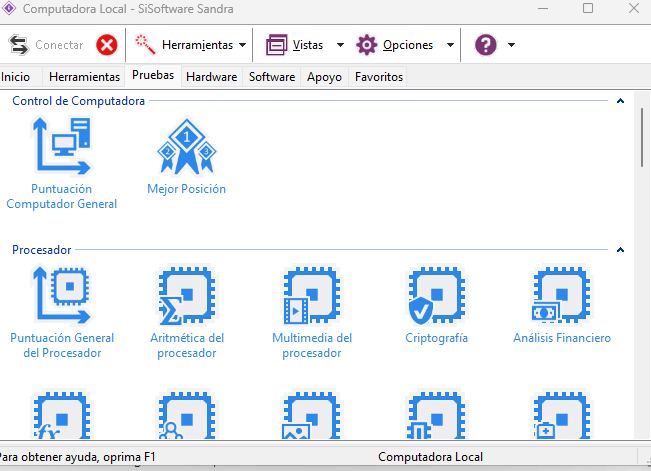 Computadora Local - SiSoftware Sandra
Conectar Herramientas Vistas Opciones ?
Inicio Herramientas Pruebas Hardware Software Apoyo Favoritos
Control de Computadora
1 2 3
Puntuación Computador General
Mejor Posición
Procesador
Puntuación General del Procesador
Aritmética del procesador
Multimedia del procesador
Criptografía
Análisis Financiero
fx
Para obtener ayuda, oprima F1
Computadora Local